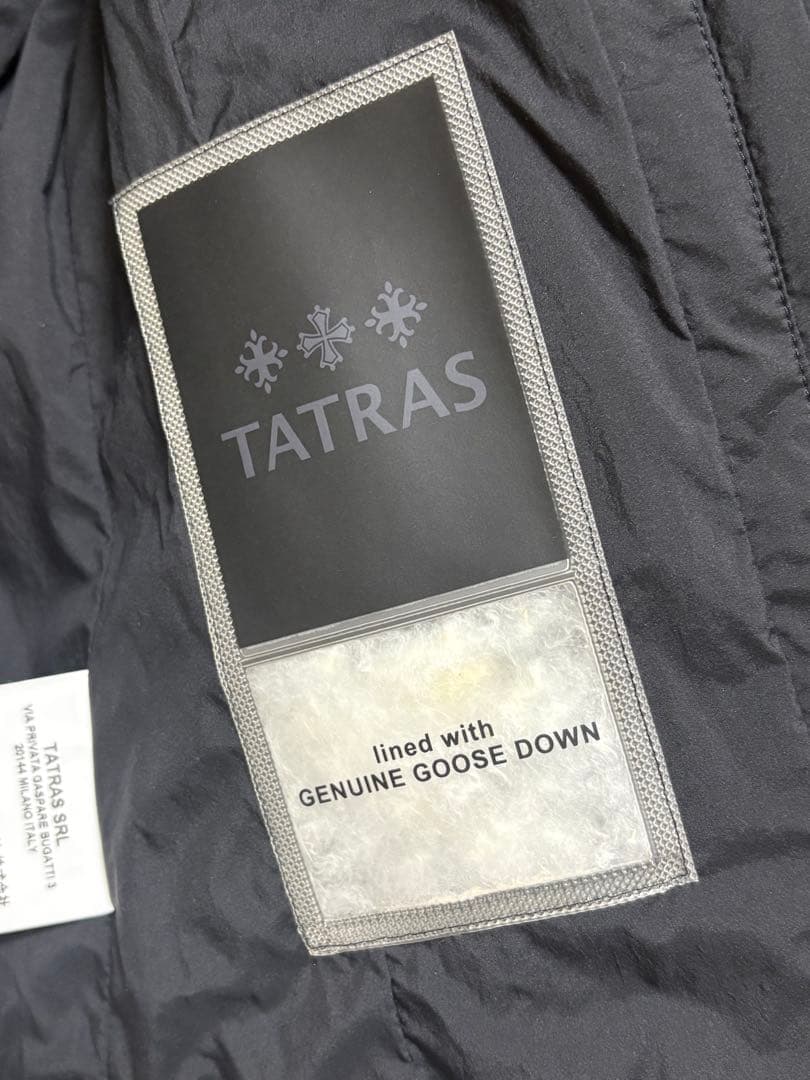 TATRAS
lined with
GENUINE GOOSE DOWN
TATRAS SRL
VIA PRIVATA GASPARE BUGATTI 3
20144 MILANO ITALY